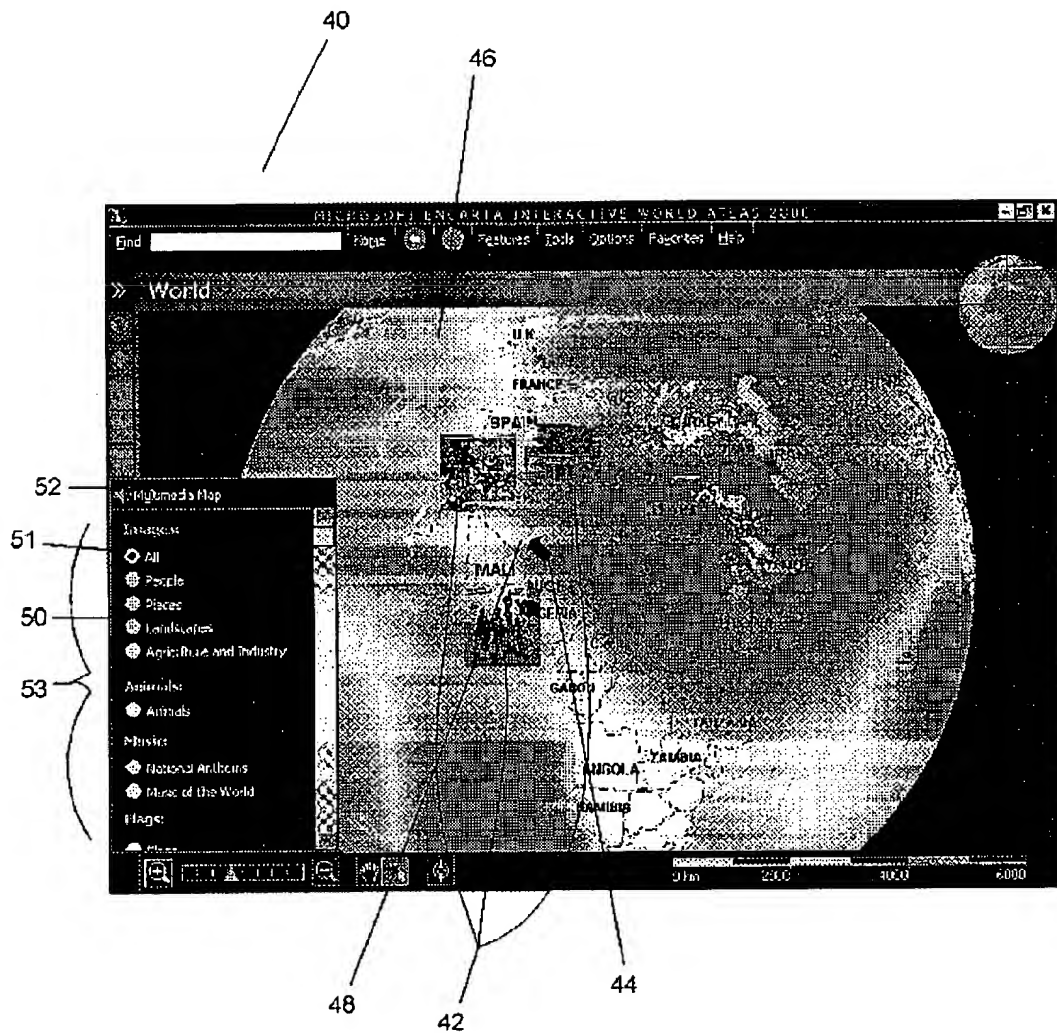 40
46
MICROSOFT ENCARTA INTERACTIVE WORLD ATLAS 2000
Find
Home
Features
Tools
Options
Favorites
Help
World
U.K.
FRANCE
SPAIN
52
Multimedia Map
51
Images:
All
People
50
Places
Landscapes
Agriculture and Industry
53
Animals:
Animals
Music:
National Anthems
Music of the World
Flags:
MALI
NIGERIA
GABON
TANZANIA
ANGOLA
ZAMBIA
NAMIBIA
0 Km
2000
4000
6000
48
42
44